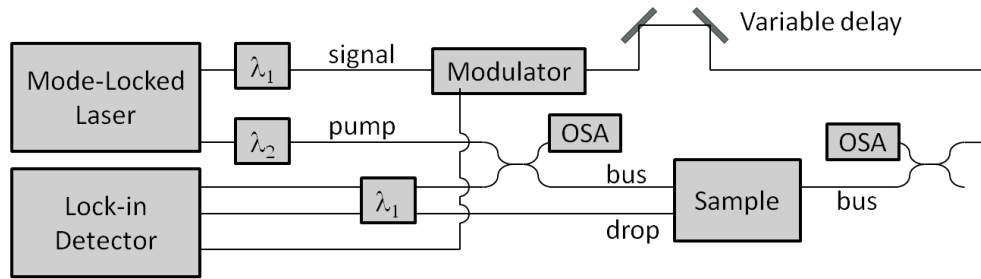 Variable delay
Mode-Locked
Laser
λ1
signal
Modulator
λ2
pump
OSA
OSA
Lock-in
Detector
λ1
bus
drop
Sample
bus